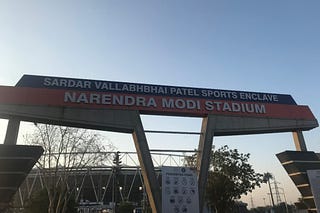 SARDAR VALLABHBHAI PATEL SPORTS ENCLAVE
NARENDRA MODI STADIUM